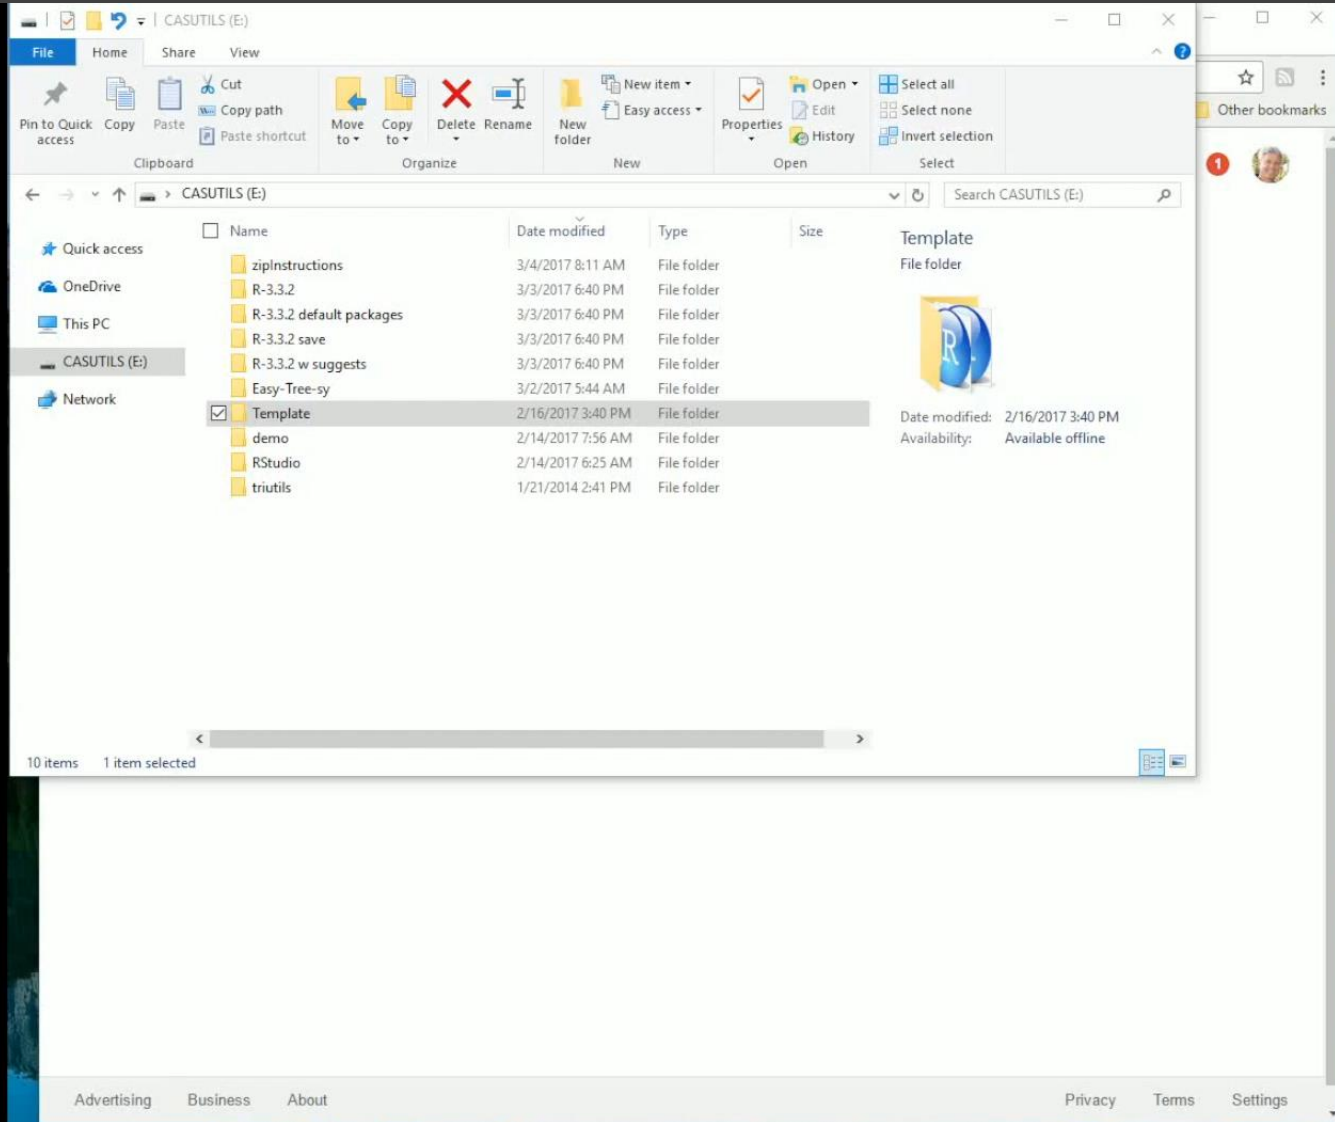 CASUTILS (E:)
File Home Share View
Pin to Quick access
Copy
Paste
Cut
Copy path
Paste shortcut
Clipboard
Move to
Copy to
Delete
Rename
Organize
New folder
New item
Easy access
New
Properties
Open
Edit
History
Open
Select all
Select none
Invert selection
Select
Other bookmarks
1
CASUTILS (E:)
Search CASUTILS (E:)
Quick access
OneDrive
This PC
CASUTILS (E:)
Network
Name Date modified Type Size
zipInstructions 3/4/2017 8:11 AM File folder
R-3.3.2 3/3/2017 6:40 PM File folder
R-3.3.2 default packages 3/3/2017 6:40 PM File folder
R-3.3.2 save 3/3/2017 6:40 PM File folder
R-3.3.2 w suggests 3/3/2017 6:40 PM File folder
Easy-Tree-sy 3/2/2017 5:44 AM File folder
Template 2/16/2017 3:40 PM File folder
demo 2/14/2017 7:56 AM File folder
RStudio 2/14/2017 6:25 AM File folder
triutils 1/21/2014 2:41 PM File folder
Template
File folder
R
Date modified: 2/16/2017 3:40 PM
Availability: Available offline
10 items 1 item selected
Advertising Business About Privacy Terms Settings